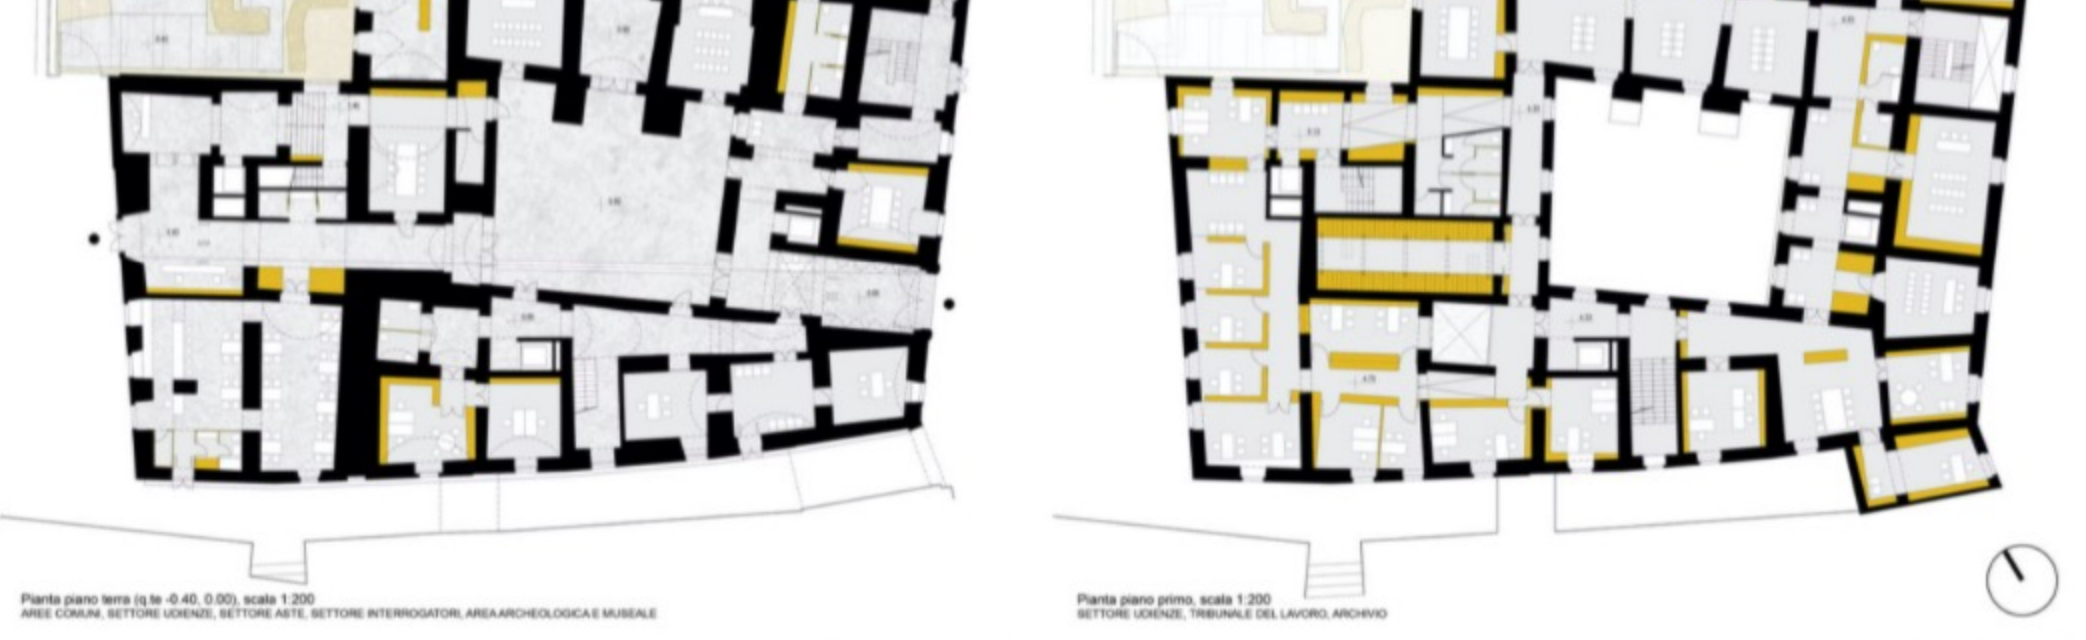 Pianta piano terra (q.te -0.40, 0.00), scala 1:200
AREE COMUNI, SETTORE UDIENZE, SETTORE ASTE, SETTORE INTERROGATORI, AREA ARCHEOLOGICA E MUSEALE
Pianta piano primo, scala 1:200
SETTORE UDIENZE, TRIBUNALE DEL LAVORO, ARCHIVIO